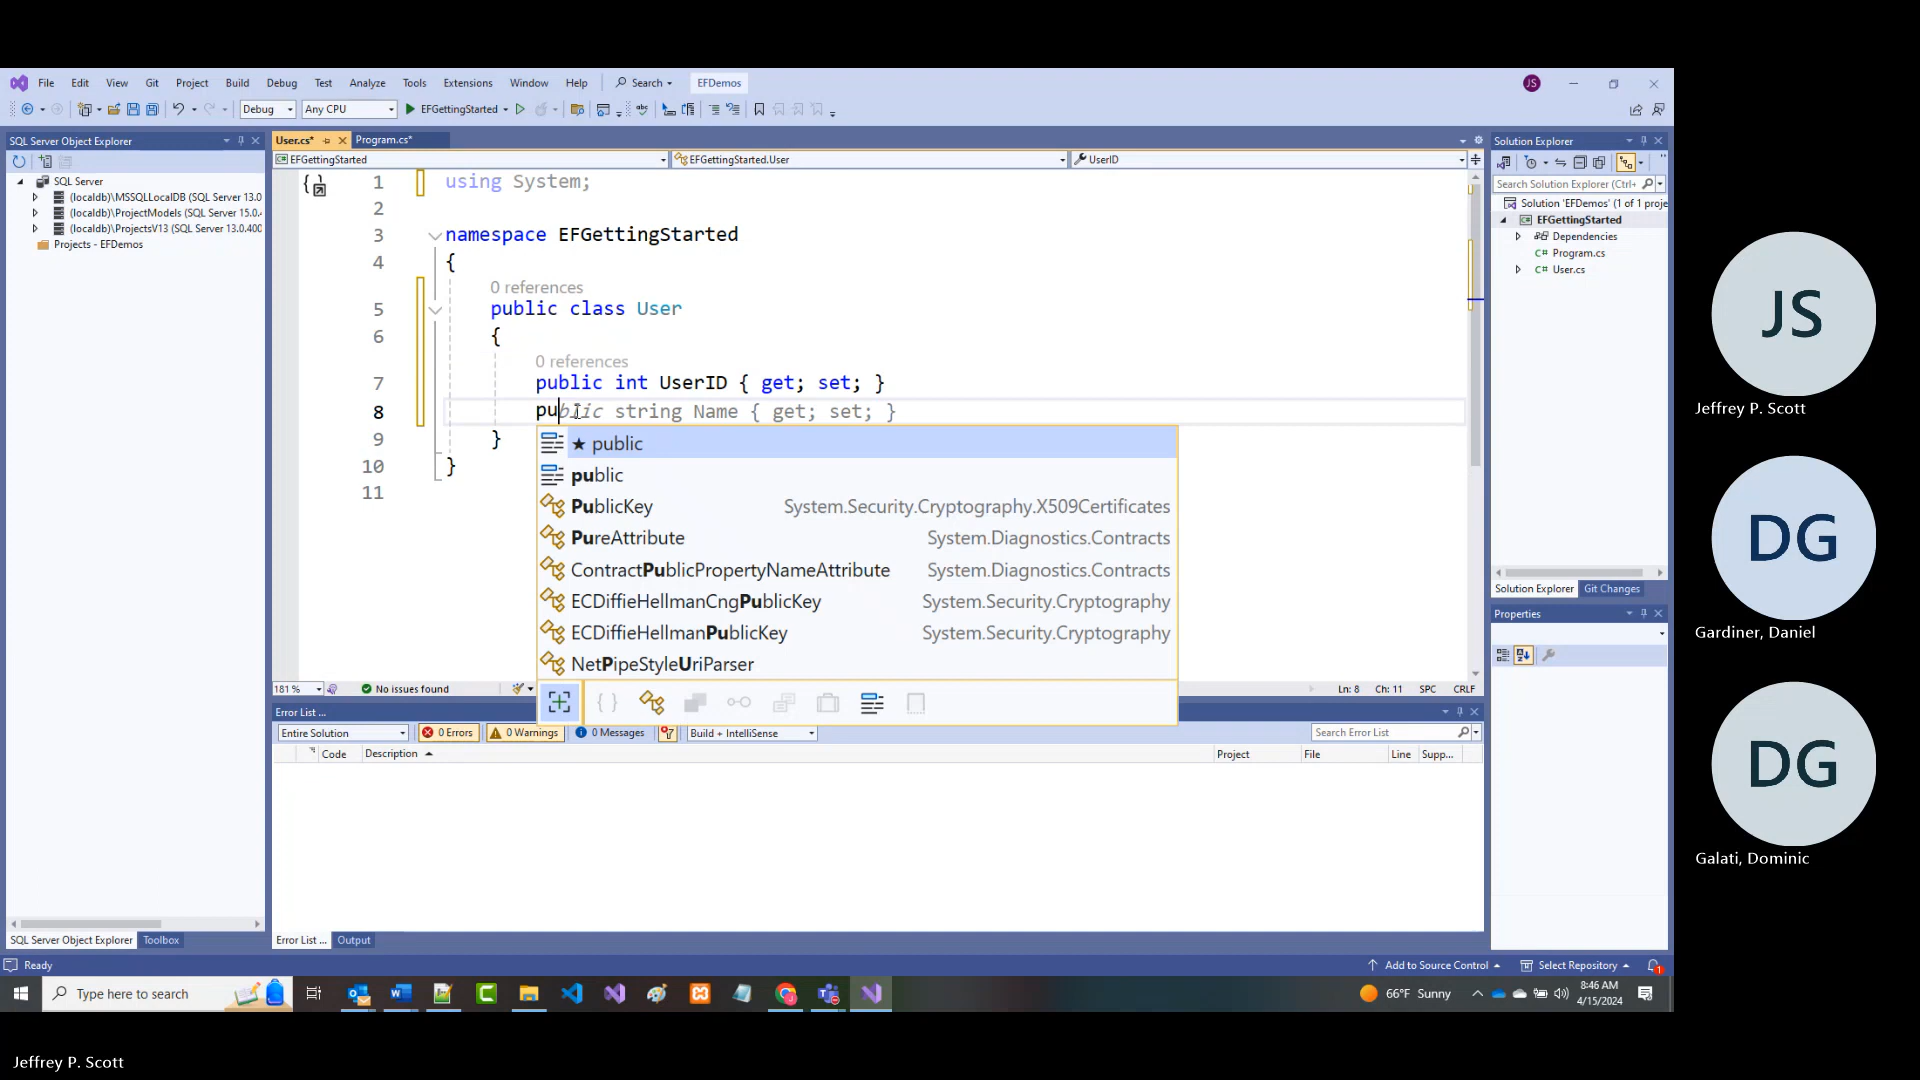 File Edit View Git Project Build Debug Test Analyze Tools Extensions Window Help Search EFDemos JS
Debug Any CPU EFGettingStarted
SQL Server Object Explorer
SQL Server
(localdb)\MSSQLLocalDB (SQL Server 13.0
(localdb)\ProjectModels (SQL Server 15.0.
(localdb)\ProjectsV13 (SQL Server 13.0.400
Projects - EFDemos
SQL Server Object Explorer Toolbox
User.cs* Program.cs*
EFGettingStarted EFGettingStarted.User UserID
1 using System;
2
3 namespace EFGettingStarted
4 {
0 references
5 public class User
6 {
0 references
7 public int UserID { get; set; }
8 public string Name { get; set; }
9 }
10 }
11
★ public
public
PublicKey System.Security.Cryptography.X509Certificates
PureAttribute System.Diagnostics.Contracts
ContractPublicPropertyNameAttribute System.Diagnostics.Contracts
ECDiffieHellmanCngPublicKey System.Security.Cryptography
ECDiffieHellmanPublicKey System.Security.Cryptography
NetPipeStyleUriParser
181 % No issues found Ln: 8 Ch: 11 SPC CRLF
Error List ...
Entire Solution 0 Errors 0 Warnings 0 Messages Build + IntelliSense Search Error List
Code Description Project File Line Supp...
Error List ... Output
Solution Explorer
Search Solution Explorer (Ctrl+
Solution 'EFDemos' (1 of 1 proje
EFGettingStarted
Dependencies
C# Program.cs
C# User.cs
Solution Explorer Git Changes
Properties
Ready Add to Source Control Select Repository 1
Type here to search 66°F Sunny 8:46 AM
4/15/2024
JS
Jeffrey P. Scott
DG
Gardiner, Daniel
DG
Galati, Dominic
Jeffrey P. Scott